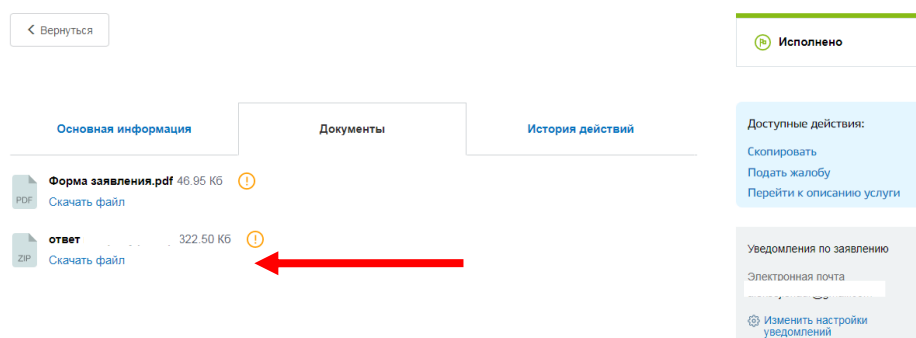 Вернуться
Исполнено
Основная информация
Документы
История действий
Форма заявления.pdf 46.95 Кб
PDF
Скачать файл
ответ 322.50 Кб
ZIP
Скачать файл
Доступные действия:
Скопировать
Подать жалобу
Перейти к описанию услуги
Уведомления по заявлению
Электронная почта
Изменить настройки
уведомлений